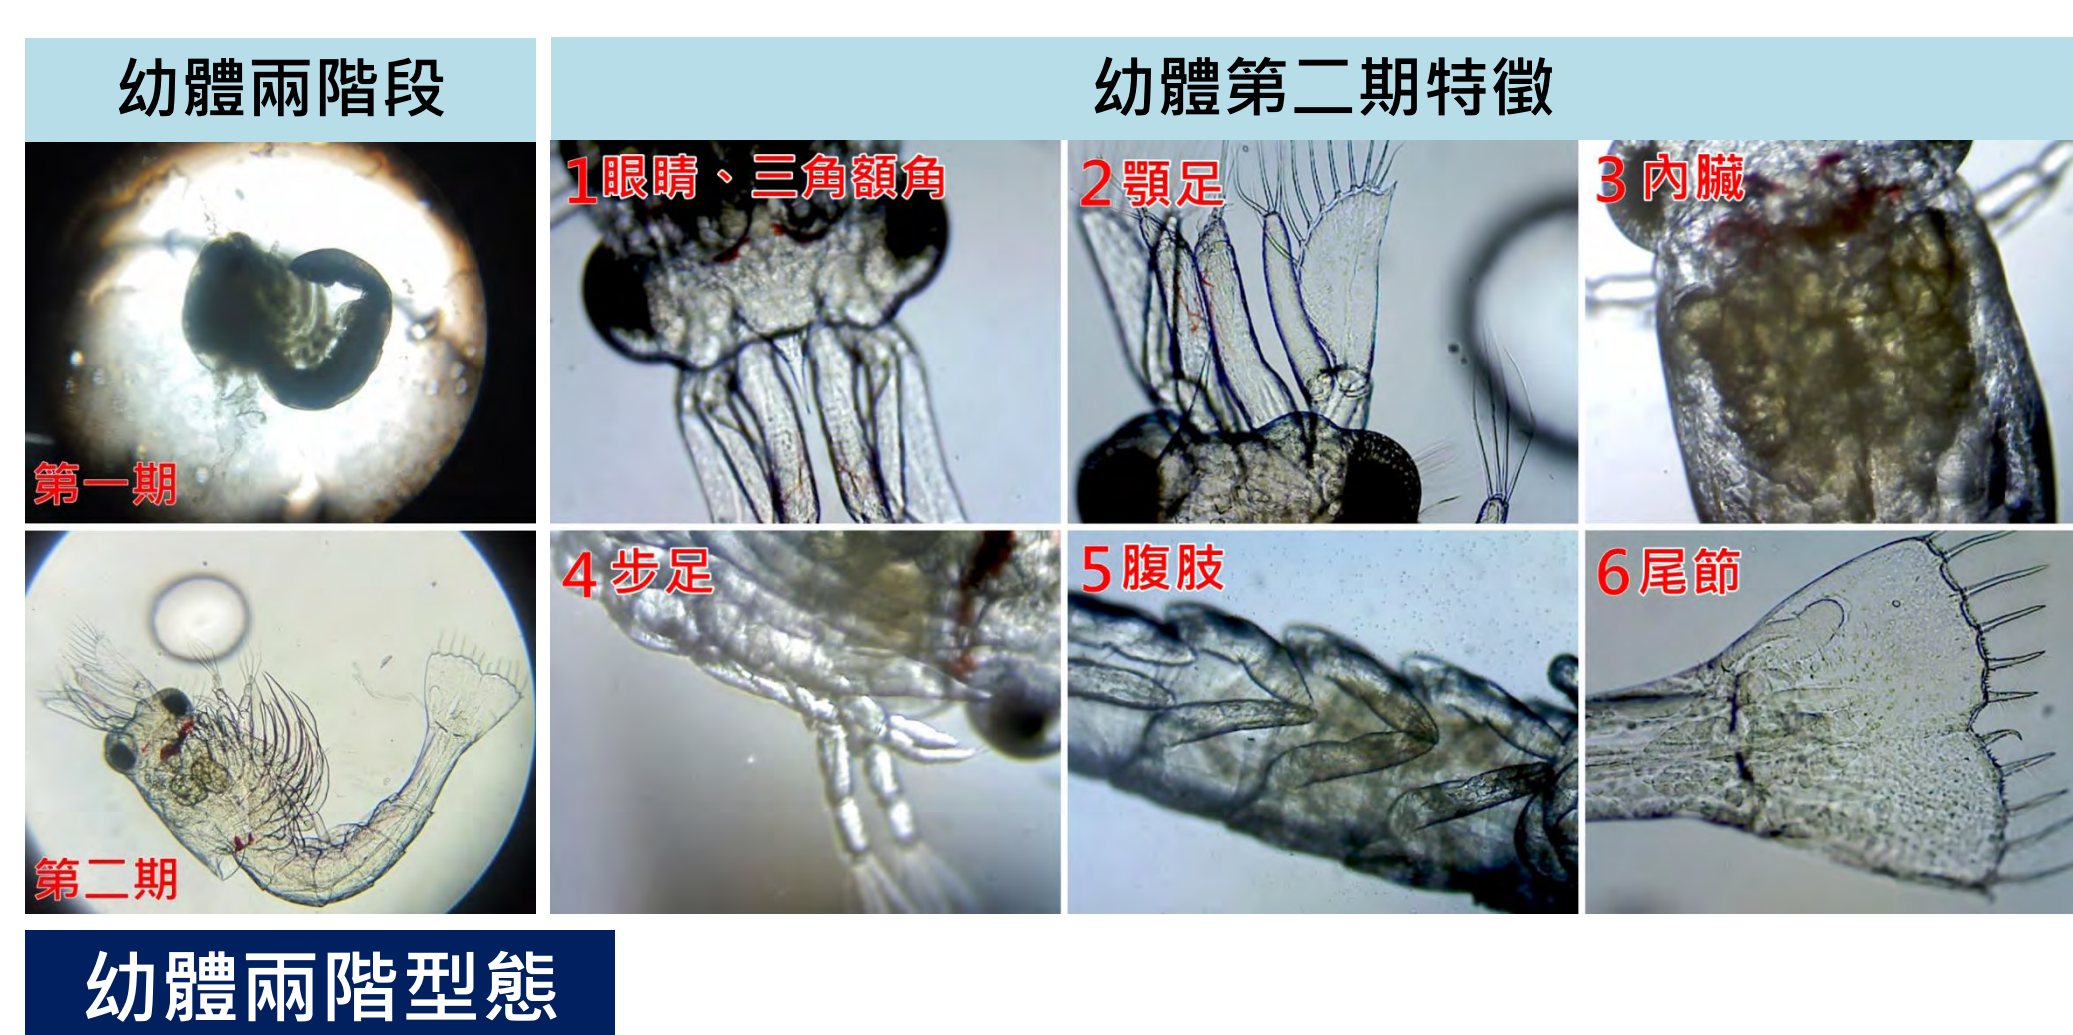 幼體兩階段
幼體第二期特徵
第一期
第二期
1眼睛、三角額角
2顎足
3內臟
4步足
5腹肢
6尾節
幼體兩階型態